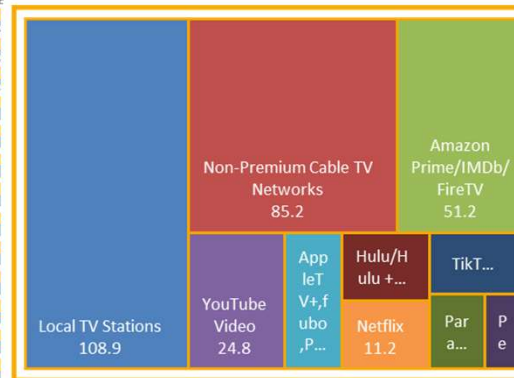 Local TV Stations
108.9
Non-Premium Cable TV
Networks
85.2
Amazon
Prime/IMDb/
FireTV
51.2
YouTube
Video
24.8
App
leT
V+,f
ubo
,P...
Hulu/H
ulu +...
Netflix
11.2
TikT...
Par
a...
P
e